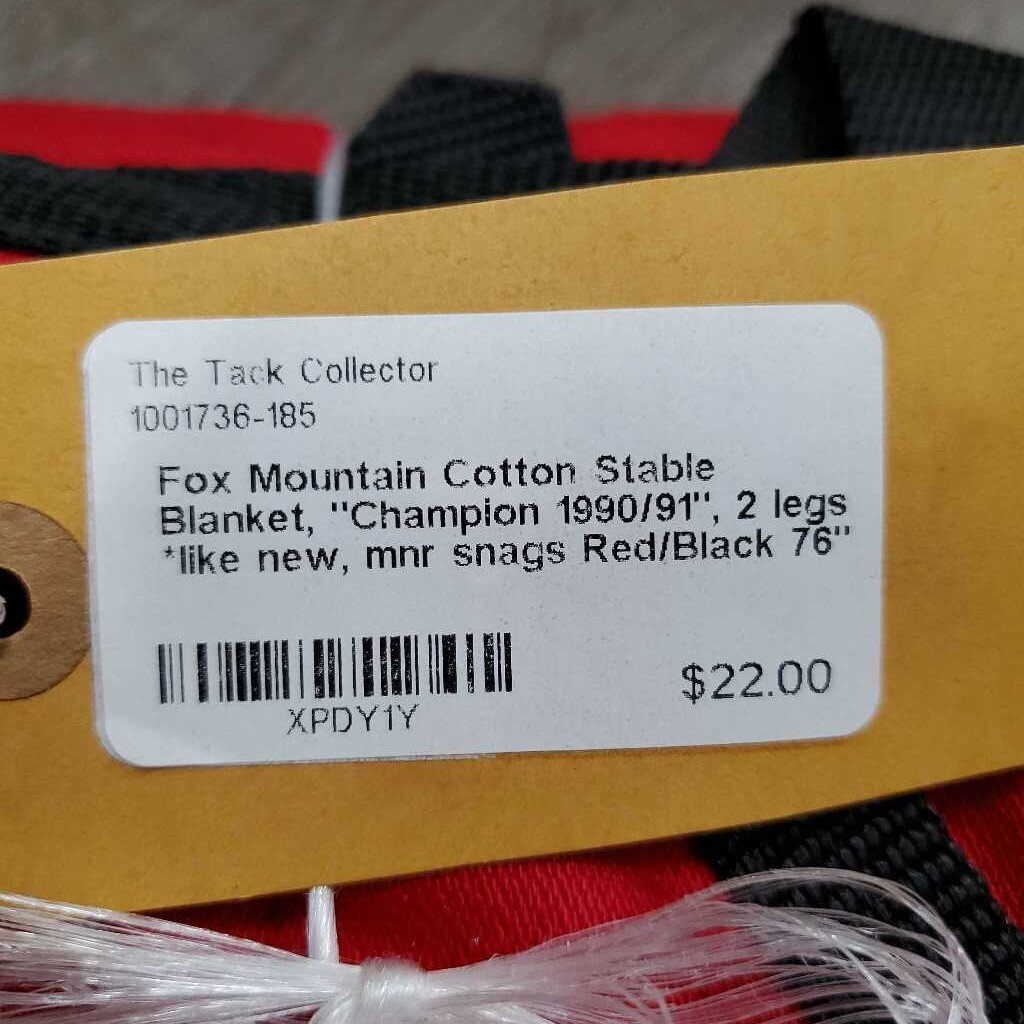 The Tack Collector
1001736-185
Fox Mountain Cotton Stable
Blanket, "Champion 1990/91", 2 legs
*like new, mnr snags Red/Black 76"
XPDY1Y
$22.00